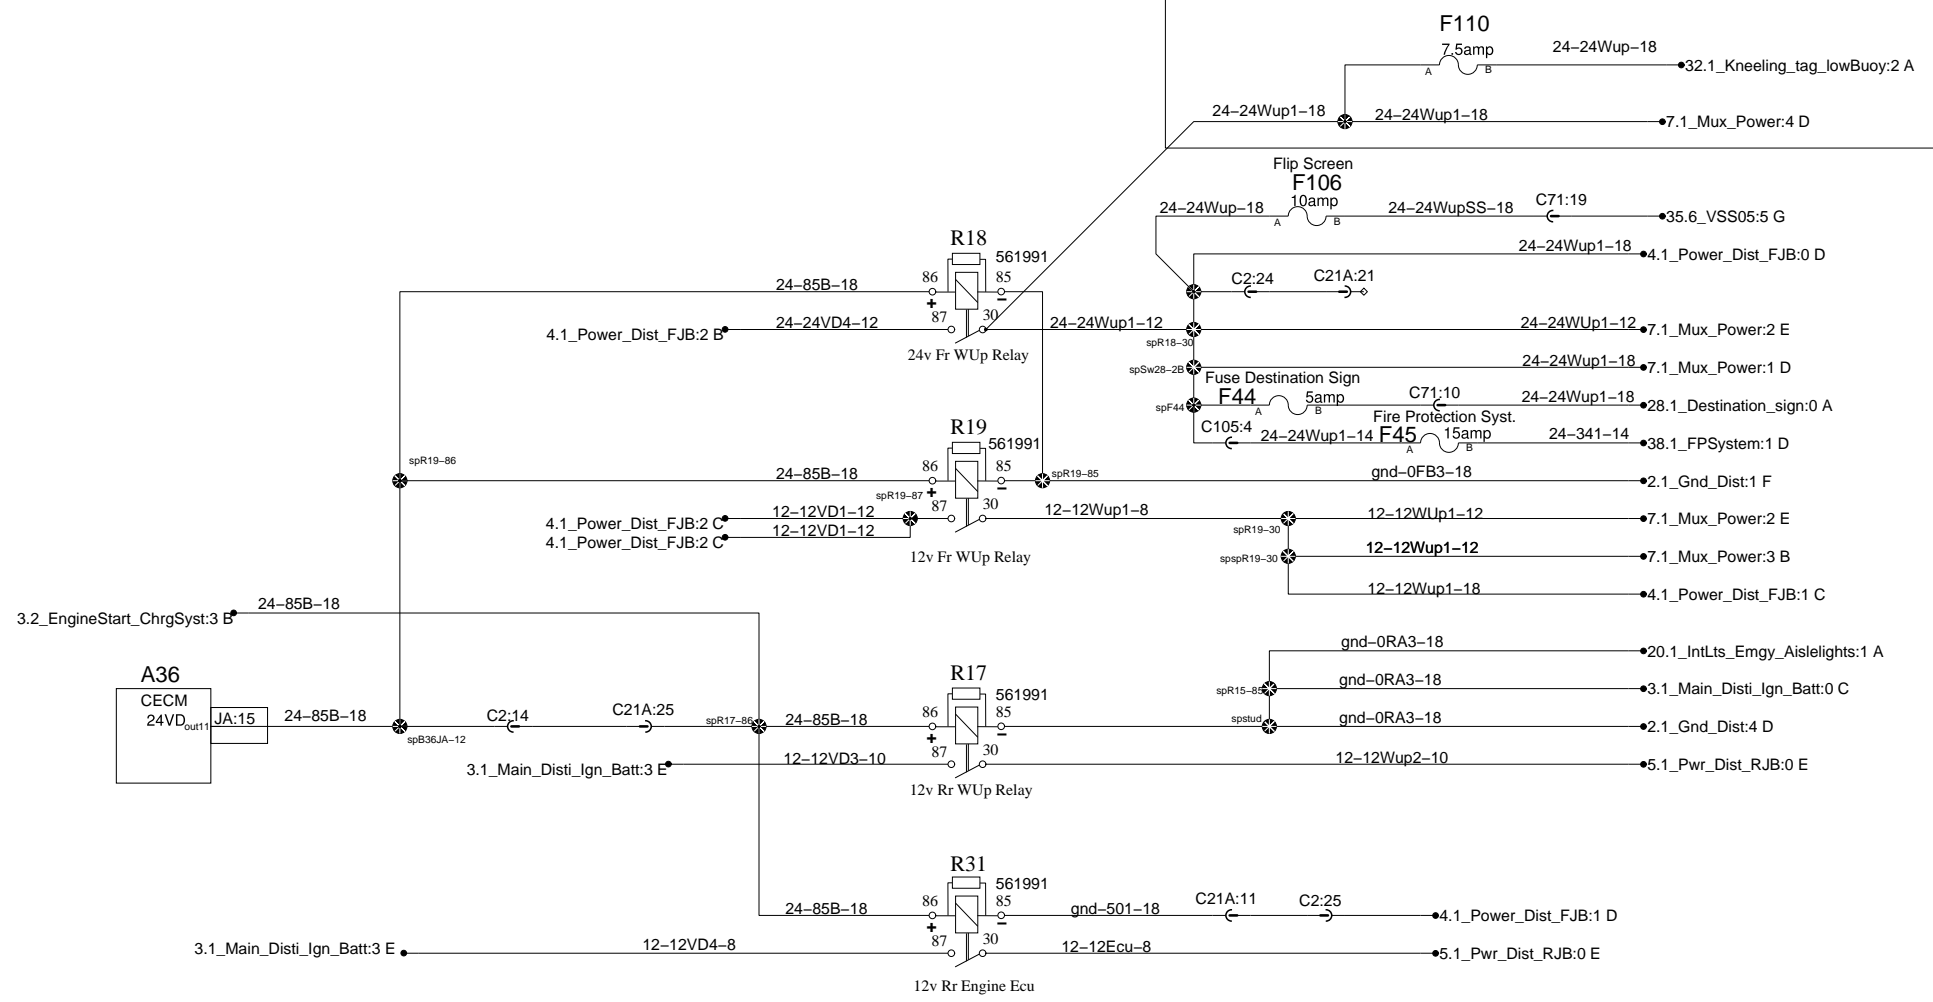 F110
7.5amp
24-24Wup-18
A
B
32.1_Kneeling_tag_lowBuoy:2 A
24-24Wup1-18
24-24Wup1-18
7.1_Mux_Power:4 D
Flip Screen
F106
10amp
24-24Wup-18
A
B
24-24WupSS-18
C71:19
35.6_VSS05:5 G
24-24Wup1-18
4.1_Power_Dist_FJB:0 D
R18
561991
24-85B-18
86
85
+
–
C2:24
C21A:21
4.1_Power_Dist_FJB:2 B
24-24VD4-12
87
30
24-24Wup1-12
24-24WUp1-12
7.1_Mux_Power:2 E
24v Fr WUp Relay
spR18-30
spSw28-2B
24-24Wup1-18
7.1_Mux_Power:1 D
Fuse Destination Sign
F44
5amp
A
B
spF44
C71:10
24-24Wup1-18
28.1_Destination_sign:0 A
Fire Protection Syst.
C105:4
24-24Wup1-14
F45
15amp
A
B
24-341-14
38.1_FPSystem:1 D
R19
561991
spR19-86
24-85B-18
86
85
+
–
spR19-85
gnd-0FB3-18
2.1_Gnd_Dist:1 F
spR19-87
4.1_Power_Dist_FJB:2 C
12-12VD1-12
87
30
12-12Wup1-8
spR19-30
12-12WUp1-12
7.1_Mux_Power:2 E
4.1_Power_Dist_FJB:2 C
12-12VD1-12
12v Fr WUp Relay
spspR19-30
12-12Wup1-12
7.1_Mux_Power:3 B
12-12Wup1-18
4.1_Power_Dist_FJB:1 C
3.2_EngineStart_ChrgSyst:3 B
24-85B-18
gnd-0RA3-18
20.1_IntLts_Emgy_Aislelights:1 A
A36
CECM
24VD
out11
JA:15
24-85B-18
spB36JA-12
C2:14
C21A:25
spR17-86
24-85B-18
R17
561991
86
85
+
–
spR15-85
gnd-0RA3-18
3.1_Main_Disti_Ign_Batt:0 C
spstud
gnd-0RA3-18
2.1_Gnd_Dist:4 D
3.1_Main_Disti_Ign_Batt:3 E
12-12VD3-10
87
30
12-12Wup2-10
5.1_Pwr_Dist_RJB:0 E
12v Rr WUp Relay
R31
561991
24-85B-18
86
85
+
–
gnd-501-18
C21A:11
C2:25
4.1_Power_Dist_FJB:1 D
3.1_Main_Disti_Ign_Batt:3 E
12-12VD4-8
87
30
12-12Ecu-8
5.1_Pwr_Dist_RJB:0 E
12v Rr Engine Ecu